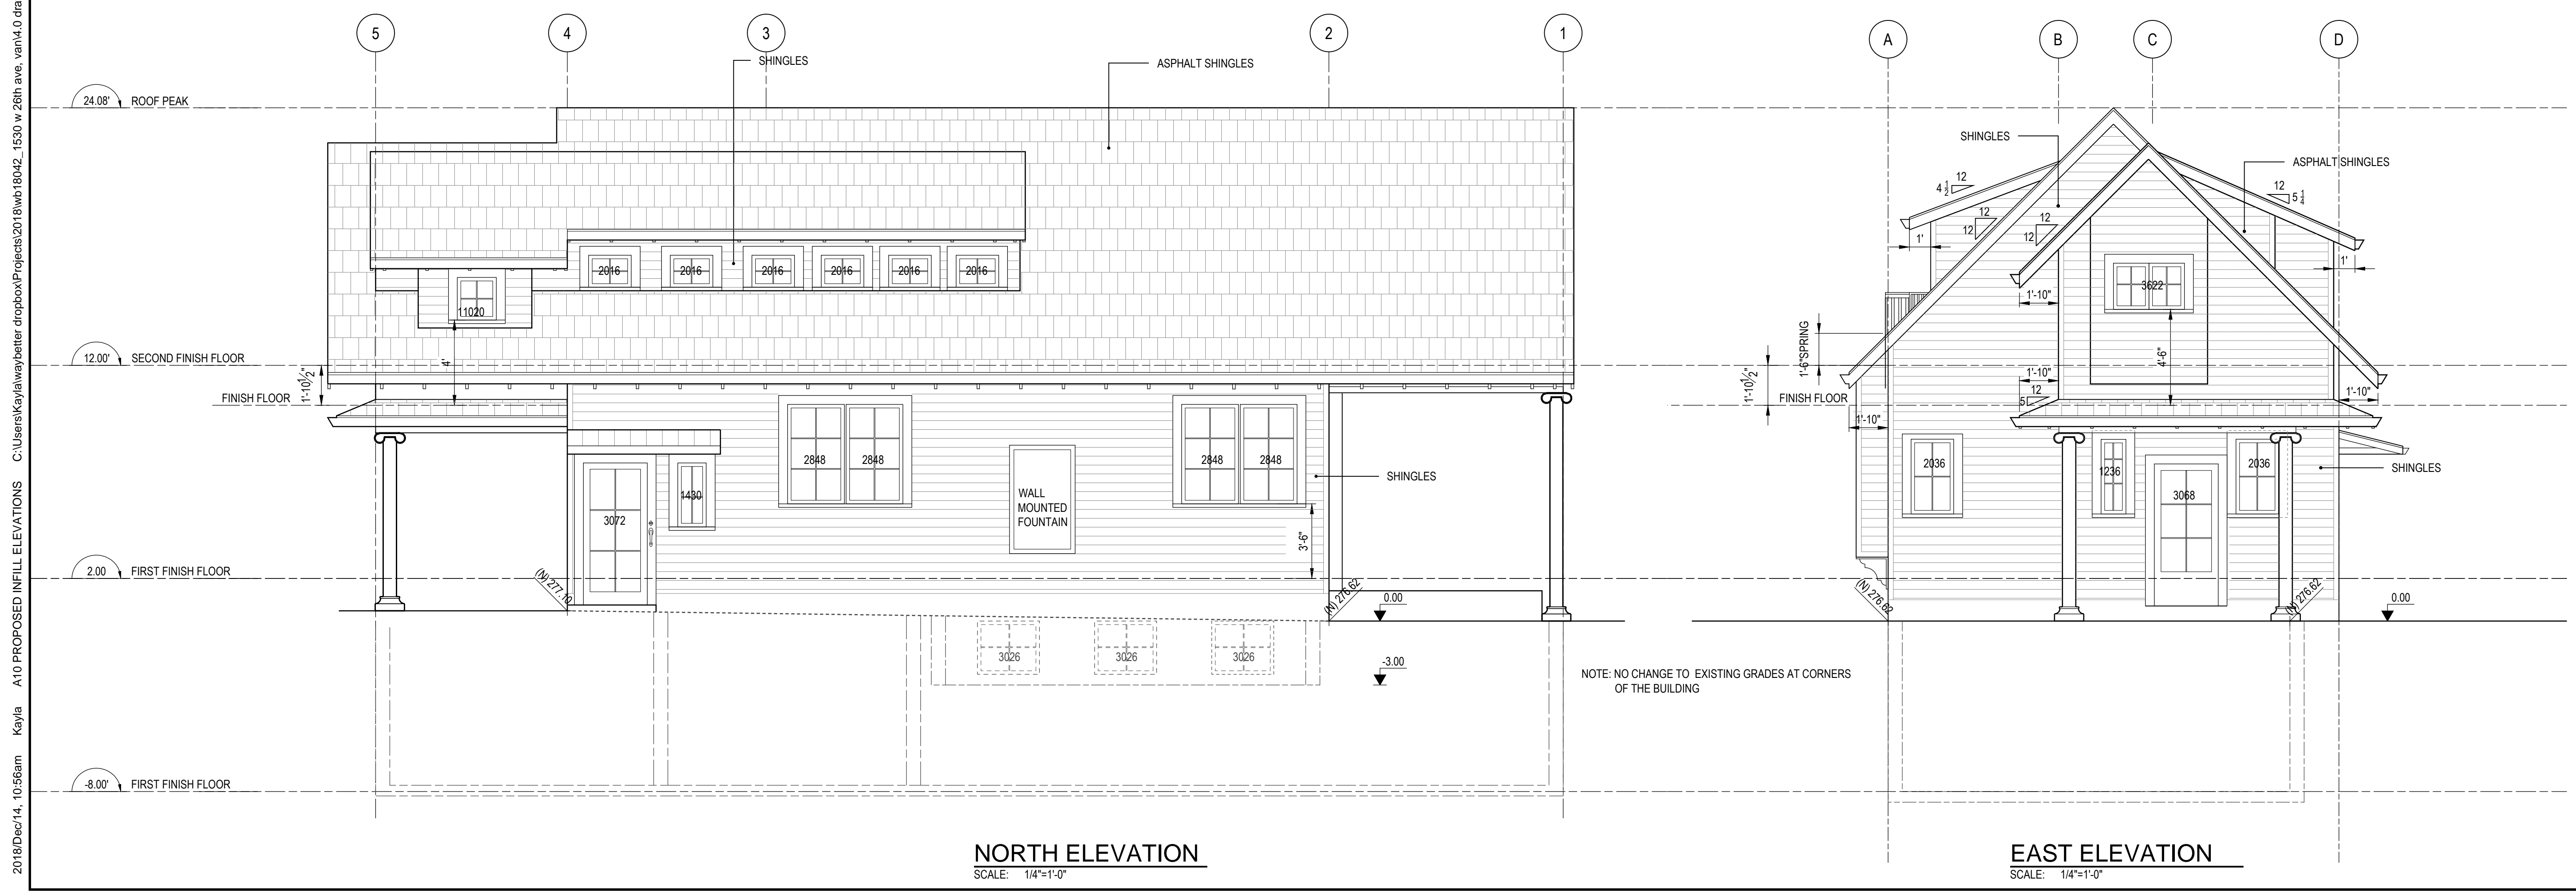 2018/Dec/14, 10:56am Kayla A10 PROPOSED INFILL ELEVATIONS C:\Users\Kayla\waybetter dropbox\Projects\2018\wb18042_1530 w 26th ave, van\4.0 dra
5 4 3 2 1
A B C D
SHINGLES
ASPHALT SHINGLES
24.08' ROOF PEAK
2016 2016 2016 2016 2016 2016
11020
4'
12.00' SECOND FINISH FLOOR
1'-10½"
FINISH FLOOR
2848 2848
2848 2848
1430
3072
WALL
MOUNTED
FOUNTAIN
SHINGLES
3'-6"
2.00 FIRST FINISH FLOOR
(N) 277.10
(N) 276.62
0.00
3026 3026 3026
-3.00
-8.00' FIRST FINISH FLOOR
NORTH ELEVATION
SCALE: 1/4"=1'-0"
NOTE: NO CHANGE TO EXISTING GRADES AT CORNERS
OF THE BUILDING
SHINGLES
ASPHALT SHINGLES
12
4 ½
12
5 ¼
12
12
12
12
1'
1'
1'-10"
3622
1'-6"SPRING
4'-6"
1'-10½"
FINISH FLOOR
1'-10"
12
5
1'-10"
1'-10"
2036
1236
2036
3068
SHINGLES
(N) 276.62
(N) 276.62
0.00
EAST ELEVATION
SCALE: 1/4"=1'-0"